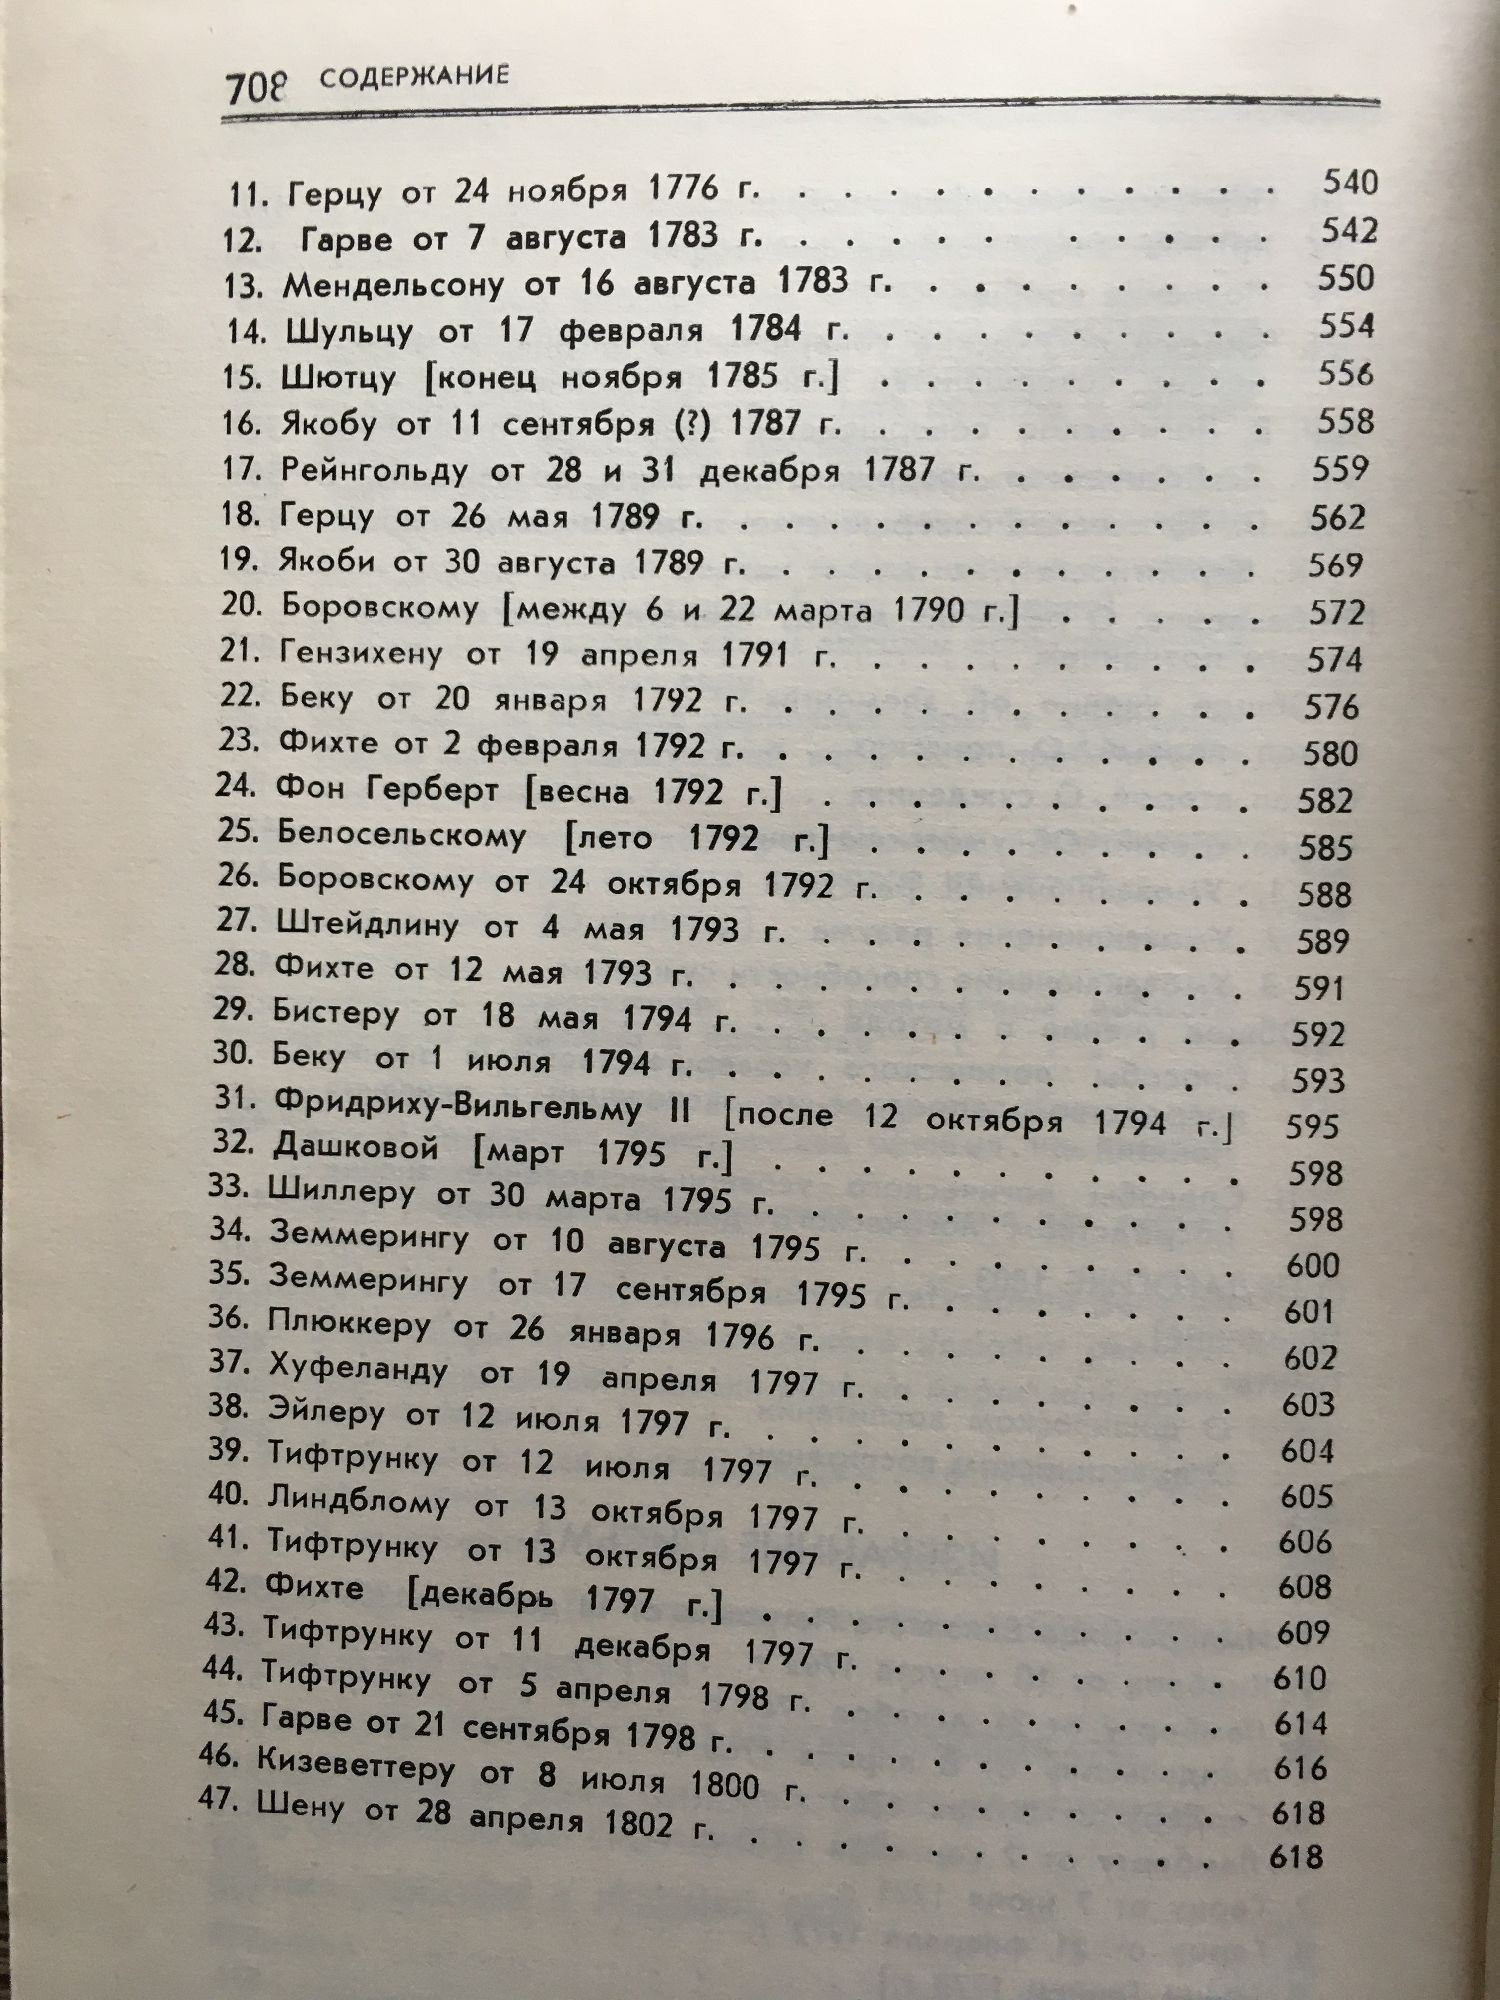 708 СОДЕРЖАНИЕ
11. Герцу от 24 ноября 1776 г. . . . . . . . . . . . 540
12. Гарве от 7 августа 1783 г. . . . . . . . . . . . 542
13. Мендельсону от 16 августа 1783 г. . . . . . . . . 550
14. Шульцу от 17 февраля 1784 г. . . . . . . . . . 554
15. Шютцу [конец ноября 1785 г.] . . . . . . . . . 556
16. Якобу от 11 сентября (?) 1787 г. . . . . . . . . . 558
17. Рейнгольду от 28 и 31 декабря 1787 г. . . . . . . 559
18. Герцу от 26 мая 1789 г. . . . . . . . . . . . . 562
19. Якоби от 30 августа 1789 г. . . . . . . . . . . . 569
20. Боровскому [между 6 и 22 марта 1790 г.] . . . . . 572
21. Гензихену от 19 апреля 1791 г. . . . . . . . . . 574
22. Беку от 20 января 1792 г. . . . . . . . . . . . 576
23. Фихте от 2 февраля 1792 г. . . . . . . . . . . . 580
24. Фон Герберт [весна 1792 г.] . . . . . . . . . . 582
25. Белосельскому [лето 1792 г.] . . . . . . . . . 585
26. Боровскому от 24 октября 1792 г. . . . . . . . . 588
27. Штейдлину от 4 мая 1793 г. . . . . . . . . . . 589
28. Фихте от 12 мая 1793 г. . . . . . . . . . . . . 591
29. Бистеру от 18 мая 1794 г. . . . . . . . . . . . 592
30. Беку от 1 июля 1794 г. . . . . . . . . . . . . 593
31. Фридриху-Вильгельму II [после 12 октября 1794 г.] 595
32. Дашковой [март 1795 г.] . . . . . . . . . . . 598
33. Шиллеру от 30 марта 1795 г. . . . . . . . . . . 598
34. Земмерингу от 10 августа 1795 г. . . . . . . . . 600
35. Земмерингу от 17 сентября 1795 г. . . . . . . . 601
36. Плюккеру от 26 января 1796 г. . . . . . . . . . 602
37. Хуфеланду от 19 апреля 1797 г. . . . . . . . . 603
38. Эйлеру от 12 июля 1797 г. . . . . . . . . . . . 604
39. Тифтрунку от 12 июля 1797 г. . . . . . . . . . 605
40. Линдблому от 13 октября 1797 г. . . . . . . . . 606
41. Тифтрунку от 13 октября 1797 г. . . . . . . . . 608
42. Фихте [декабрь 1797 г.] . . . . . . . . . . . 609
43. Тифтрунку от 11 декабря 1797 г. . . . . . . . . 610
44. Тифтрунку от 5 апреля 1798 г. . . . . . . . . . 614
45. Гарве от 21 сентября 1798 г. . . . . . . . . . . 616
46. Кизеветтеру от 8 июля 1800 г. . . . . . . . . . 618
47. Шену от 28 апреля 1802 г. . . . . . . . . . . . 618